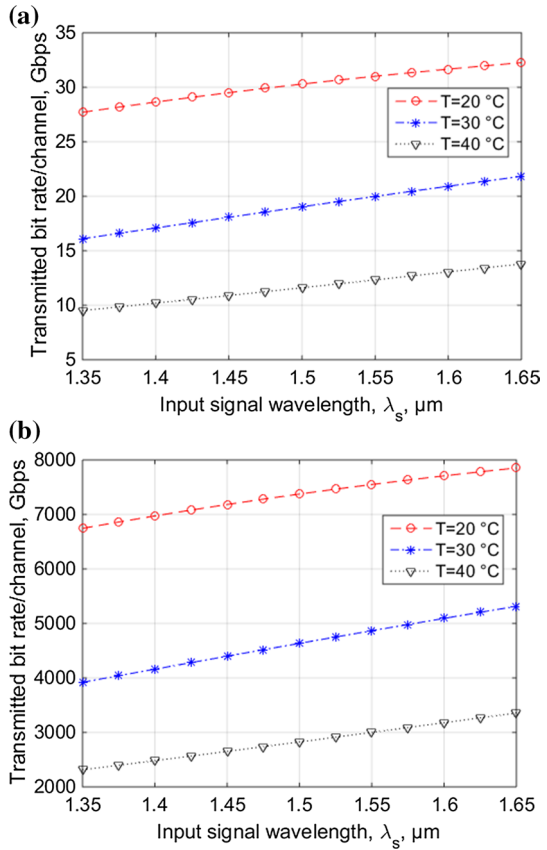 (a)
Transmitted bit rate/channel, Gbps
35
30
25
20
15
10
5
T=20 °C
T=30 °C
T=40 °C
1.35 1.4 1.45 1.5 1.55 1.6 1.65
Input signal wavelength, λs, μm
(b)
Transmitted bit rate/channel, Gbps
8000
7000
6000
5000
4000
3000
2000
T=20 °C
T=30 °C
T=40 °C
1.35 1.4 1.45 1.5 1.55 1.6 1.65
Input signal wavelength, λs, μm